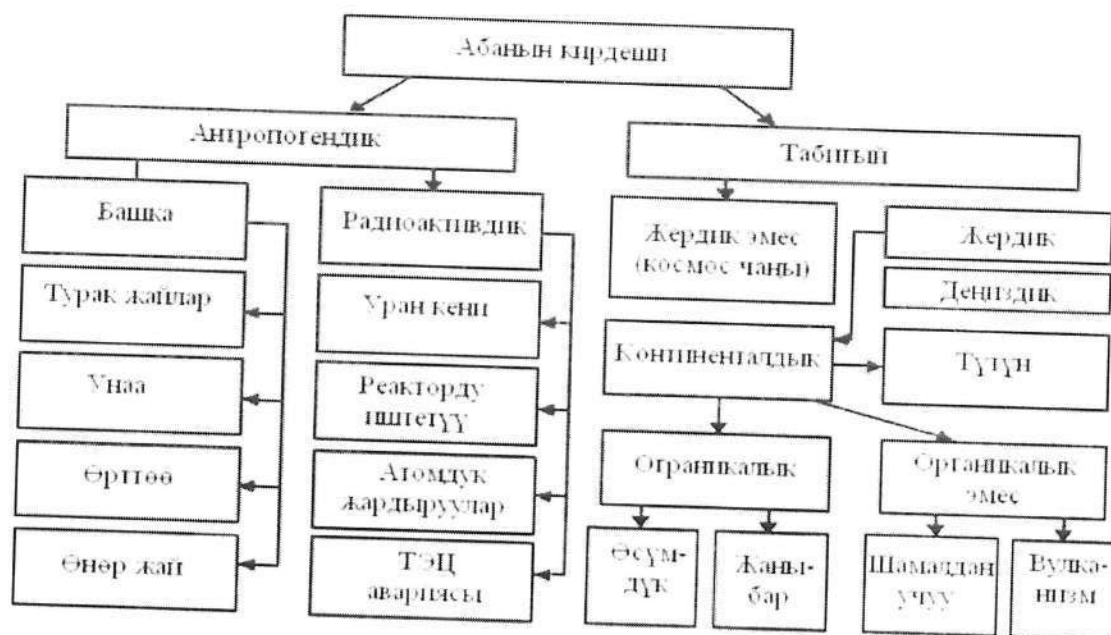 Абанын кирдеши
Антропогендик
Табигый
Башка
Радиоактивдик
Жердик эмес
(космос чаңы)
Жердик
Деңиздик
Турак жайлар
Уран кени
Континенталдык
Түтүн
Унаа
Реакторду
иштетүү
Ограникалык
Органикалык
эмес
Өрттөө
Атомдук
жардыруулар
Өнөр жай
ТЭЦ
авариясы
Өсүм-
дүк
Жаны-
бар
Шамалдан
учуу
Вулка-
низм